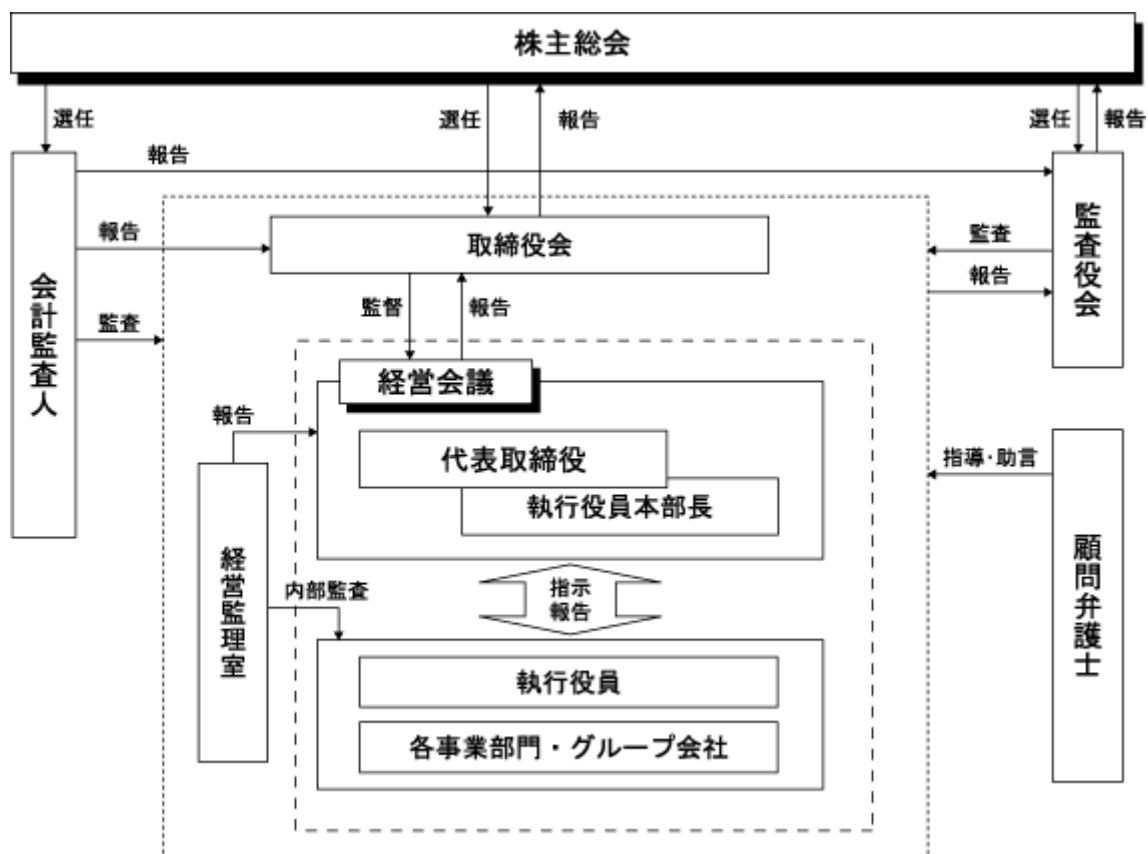 株主総会
選任
選任
報告
選任
報告
報告
会計監査人
監査役会
報告
取締役会
監査
報告
監督
報告
監査
経営会議
報告
代表取締役
執行役員本部長
指導・助言
経営監理室
顧問弁護士
内部監査
指示
報告
執行役員
各事業部門・グループ会社